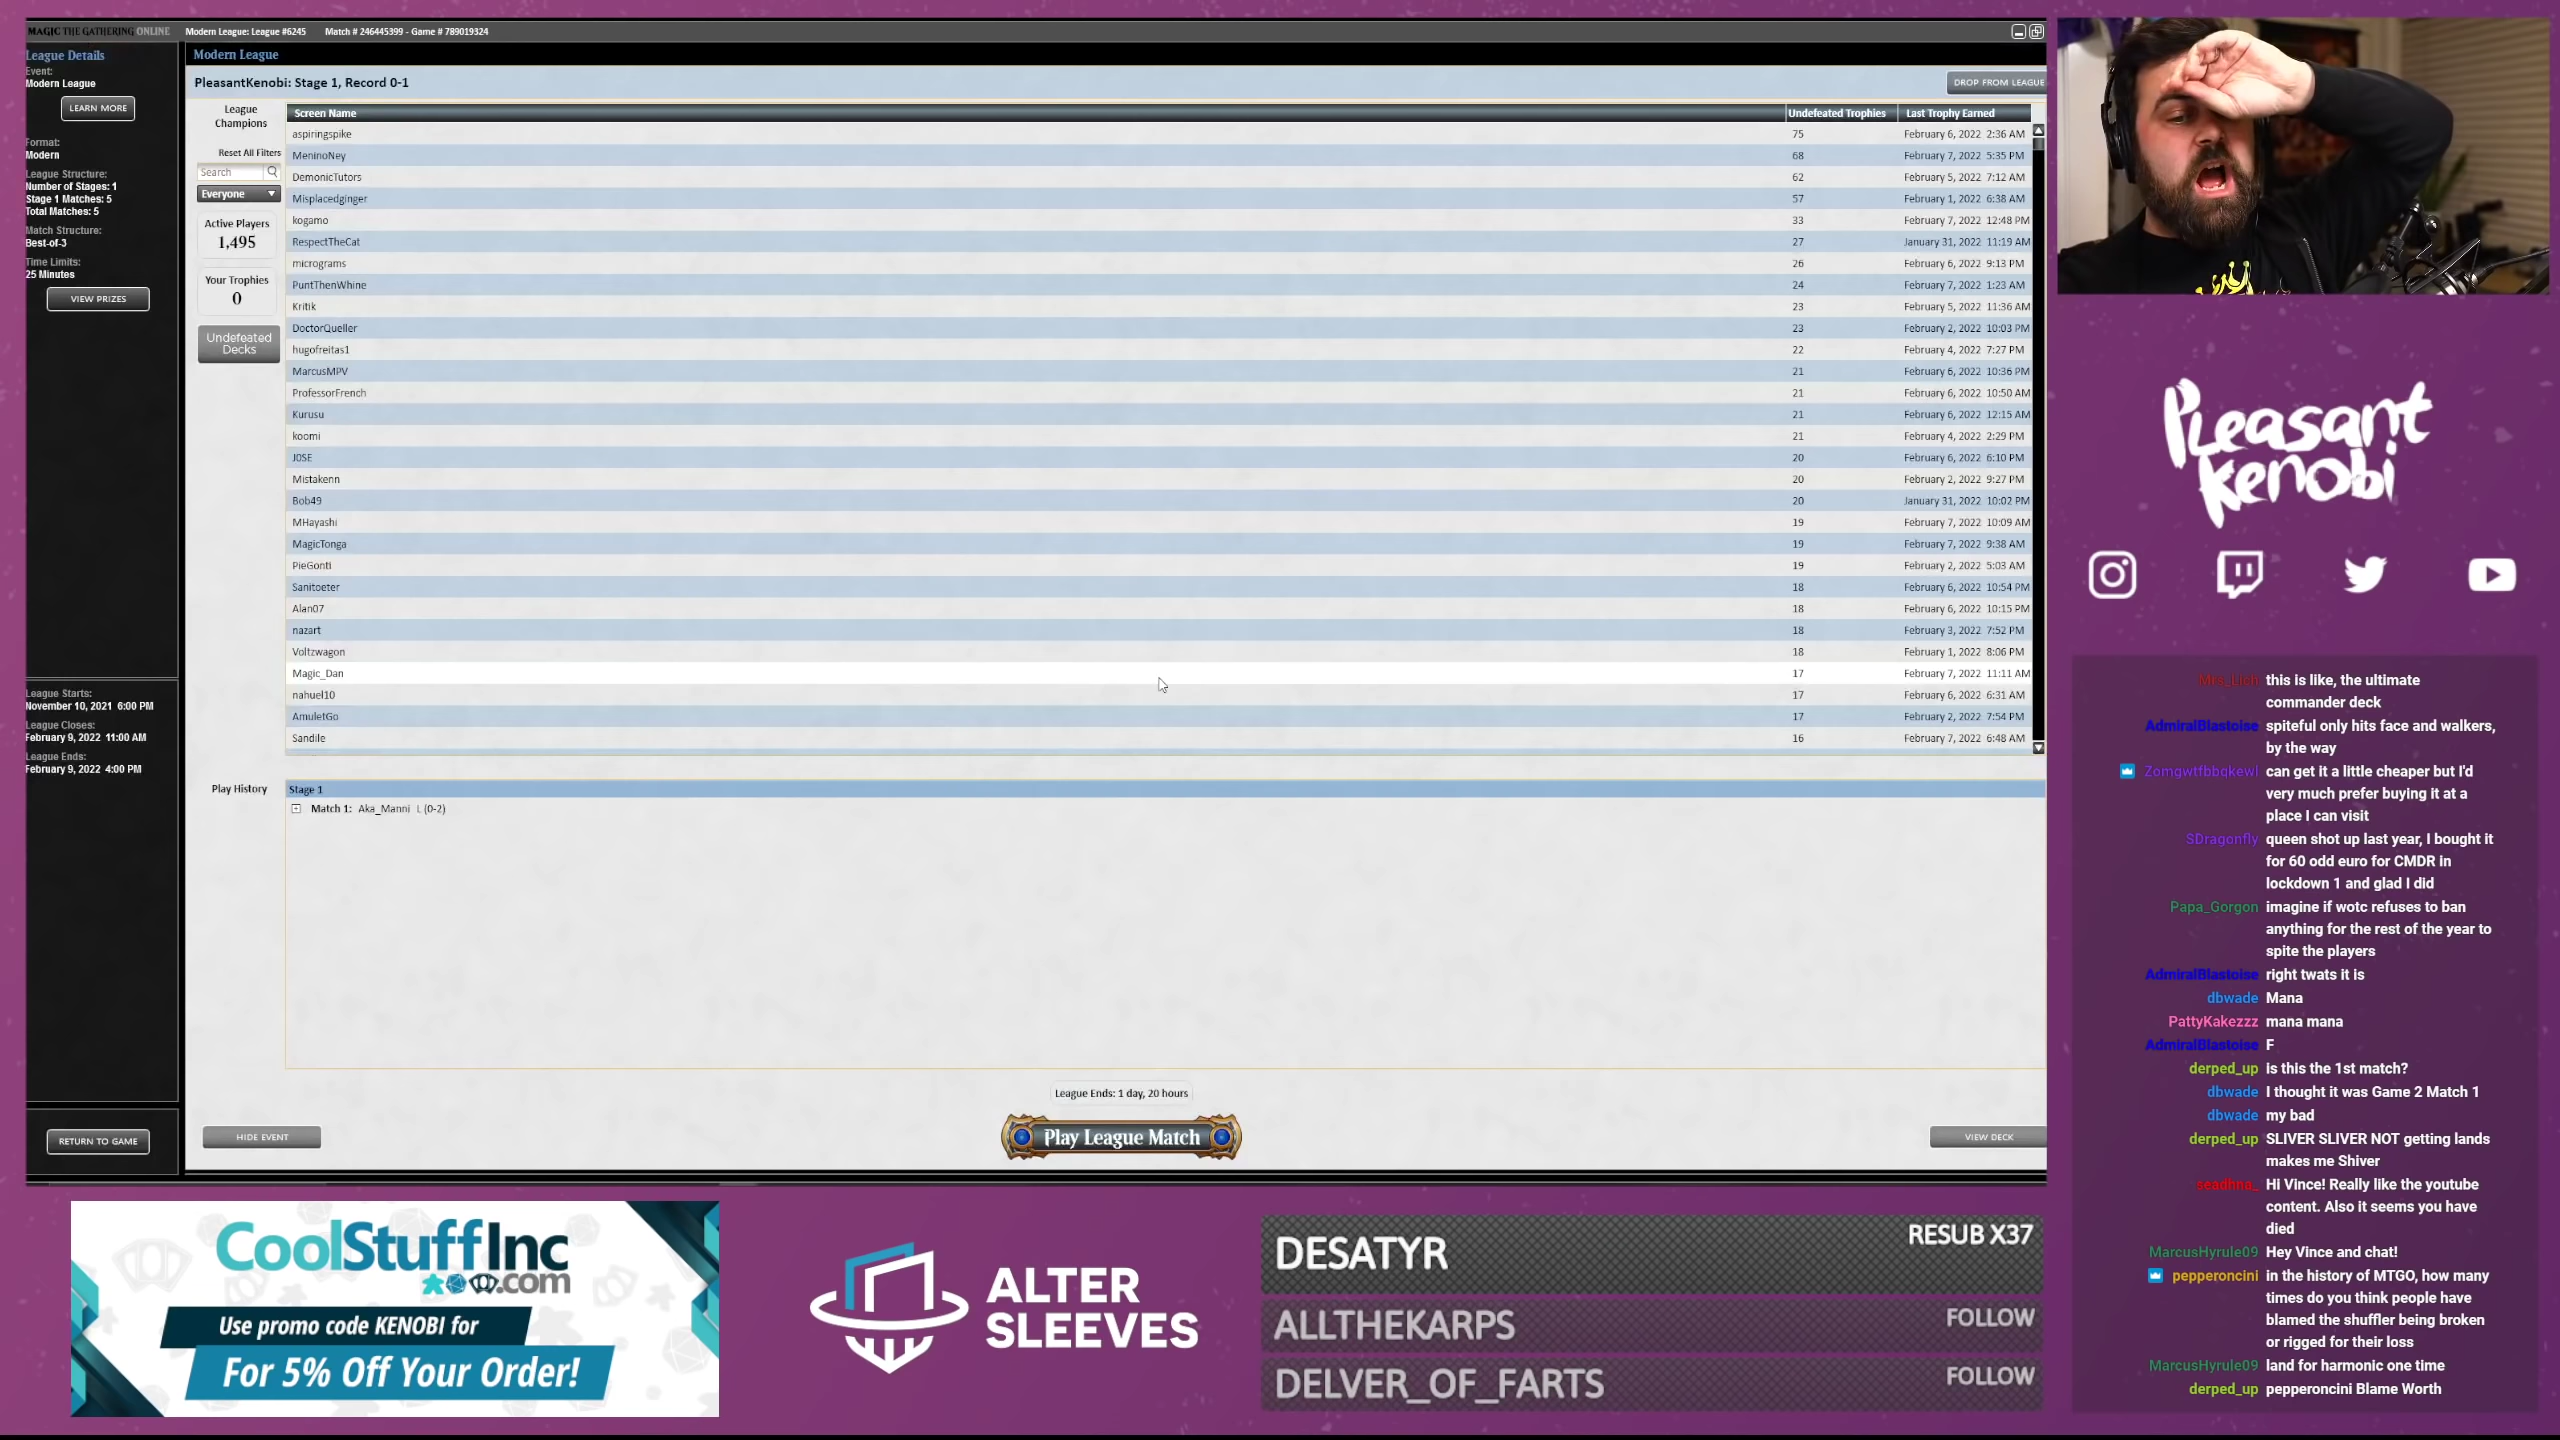 MAGIC THE GATHERING ONLINE Modern League: League #6245 Match # 246445399 - Game # 789019324
League Details
Event:
Modern League
LEARN MORE
Format:
Modern
League Structure:
Number of Stages: 1
Stage 1 Matches: 5
Total Matches: 5
Match Structure:
Best-of-3
Time Limits:
25 Minutes
VIEW PRIZES
League Starts:
November 10, 2021 6:00 PM
League Closes:
February 9, 2022 11:00 AM
League Ends:
February 9, 2022 4:00 PM
RETURN TO GAME
Modern League
PleasantKenobi: Stage 1, Record 0-1
DROP FROM LEAGUE
League
Champions
Reset All Filters
Search
Everyone
Active Players
1,495
Your Trophies
0
Undefeated
Decks
Screen Name Undefeated Trophies Last Trophy Earned
aspiringspike 75 February 6, 2022 2:36 AM
MeninoNey 68 February 7, 2022 5:35 PM
DemonicTutors 62 February 5, 2022 7:12 AM
Misplacedginger 57 February 1, 2022 6:38 AM
kogamo 33 February 7, 2022 12:48 PM
RespectTheCat 27 January 31, 2022 11:19 AM
micrograms 26 February 6, 2022 9:13 PM
PuntThenWhine 24 February 7, 2022 1:23 AM
Kritik 23 February 5, 2022 11:36 AM
DoctorQueller 23 February 2, 2022 10:03 PM
hugofreitas1 22 February 4, 2022 7:27 PM
MarcusMPV 21 February 6, 2022 10:36 PM
ProfessorFrench 21 February 6, 2022 10:50 AM
Kurusu 21 February 6, 2022 12:15 AM
koomi 21 February 4, 2022 2:29 PM
J0SE 20 February 6, 2022 6:10 PM
Mistakenn 20 February 2, 2022 9:27 PM
Bob49 20 January 31, 2022 10:02 PM
MHayashi 19 February 7, 2022 10:09 AM
MagicTonga 19 February 7, 2022 9:38 AM
PieGonti 19 February 2, 2022 5:03 AM
Sanitoeter 18 February 6, 2022 10:54 PM
Alan07 18 February 6, 2022 10:15 PM
nazart 18 February 3, 2022 7:52 PM
Voltzwagon 18 February 1, 2022 8:06 PM
Magic_Dan 17 February 7, 2022 11:11 AM
nahuel10 17 February 6, 2022 6:31 AM
AmuletGo 17 February 2, 2022 7:54 PM
Sandile 16 February 7, 2022 6:48 AM
Play History
Stage 1
Match 1: Aka_Manni L (0-2)
League Ends: 1 day, 20 hours
HIDE EVENT
Play League Match
VIEW DECK
Pleasant
Kenobi
Mrs_Lich this is like, the ultimate
commander deck
AdmiralBlastoise spiteful only hits face and walkers,
by the way
Zomgwtfbbqkewl can get it a little cheaper but I'd
very much prefer buying it at a
place I can visit
SDragonfly queen shot up last year, I bought it
for 60 odd euro for CMDR in
lockdown 1 and glad I did
Papa_Gorgon imagine if wotc refuses to ban
anything for the rest of the year to
spite the players
AdmiralBlastoise right twats it is
dbwade Mana
PattyKakezzz mana mana
AdmiralBlastoise F
derped_up is this the 1st match?
dbwade I thought it was Game 2 Match 1
dbwade my bad
derped_up SLIVER SLIVER NOT getting lands
makes me Shiver
seadhna_ Hi Vince! Really like the youtube
content. Also it seems you have
died
MarcusHyrule09 Hey Vince and chat!
pepperoncini in the history of MTGO, how many
times do you think people have
blamed the shuffler being broken
or rigged for their loss
MarcusHyrule09 land for harmonic one time
derped_up pepperoncini Blame Worth
CoolStuffInc
.com
Use promo code KENOBI for
For 5% Off Your Order!
ALTER
SLEEVES
DESATYR RESUB X37
ALLTHEKARPS FOLLOW
DELVER_OF_FARTS FOLLOW